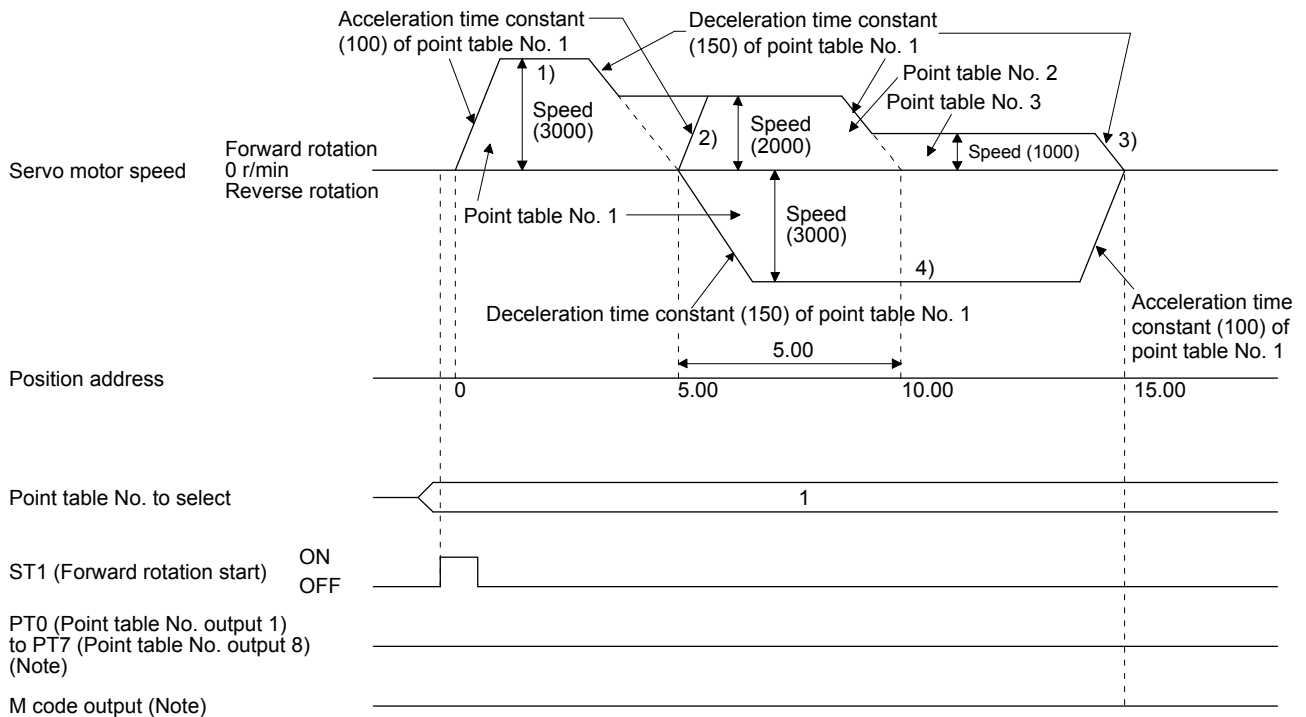 Acceleration time constant
(100) of point table No. 1
Deceleration time constant
(150) of point table No. 1
1)
Point table No. 2
Point table No. 3
Speed
(3000)
2)
Speed
(2000)
Speed (1000)
3)
Servo motor speed
Forward rotation
0 r/min
Reverse rotation
Point table No. 1
Speed
(3000)
4)
Deceleration time constant (150) of point table No. 1
Acceleration time
constant (100) of
point table No. 1
5.00
Position address
0
5.00
10.00
15.00
Point table No. to select
1
ST1 (Forward rotation start)
ON
OFF
PT0 (Point table No. output 1)
to PT7 (Point table No. output 8)
(Note)
M code output (Note)